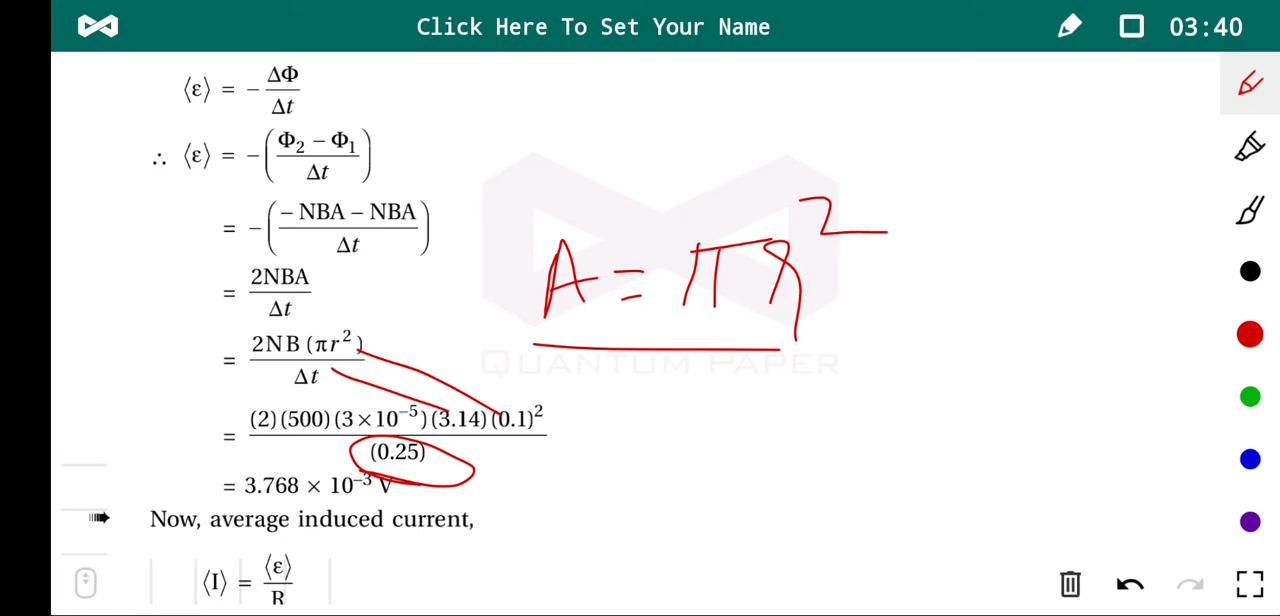 Click Here To Set Your Name 03:40
⟨ε⟩ = − ΔΦ / Δt
∴ ⟨ε⟩ = −( Φ₂ − Φ₁ / Δt )
= −( − NBA − NBA / Δt )
= 2NBA / Δt
= 2NB (πr²) / Δt
= (2)(500)(3×10⁻⁵)(3.14)(0.1)² / (0.25)
= 3.768 × 10⁻³ V
Now, average induced current,
⟨I⟩ = ⟨ε⟩ / R
A = πr²
QUANTUM PAPER